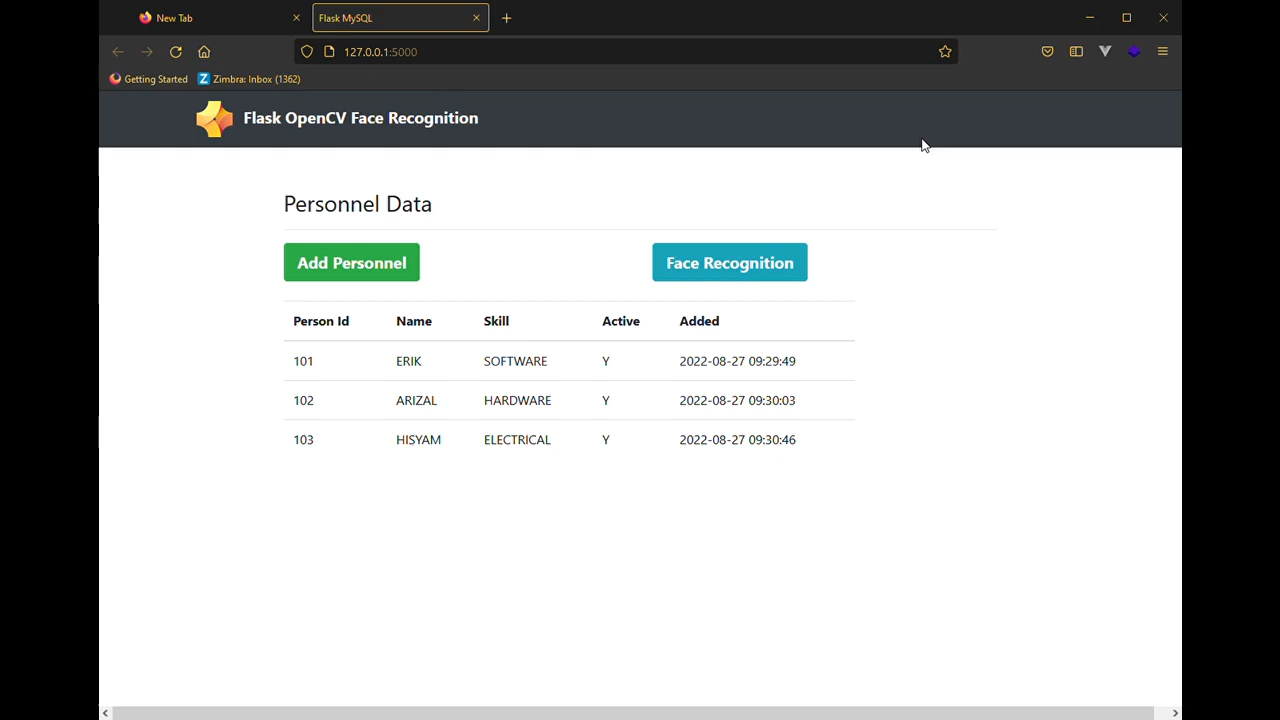 New Tab
Flask MySQL
127.0.0.1:5000
Getting Started
Z Zimbra: Inbox (1362)
Flask OpenCV Face Recognition
Personnel Data
Add Personnel
Face Recognition
Person Id Name Skill Active Added
101 ERIK SOFTWARE Y 2022-08-27 09:29:49
102 ARIZAL HARDWARE Y 2022-08-27 09:30:03
103 HISYAM ELECTRICAL Y 2022-08-27 09:30:46